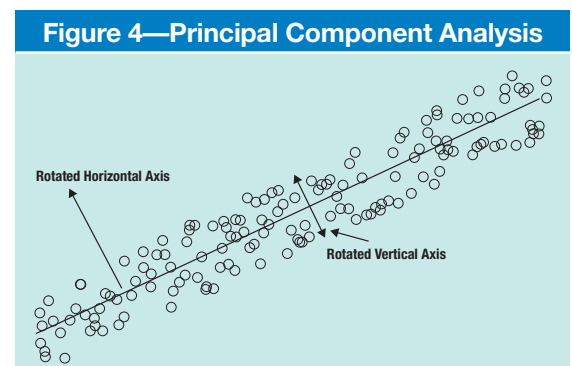 Figure 4—Principal Component Analysis
Rotated Horizontal Axis
Rotated Vertical Axis